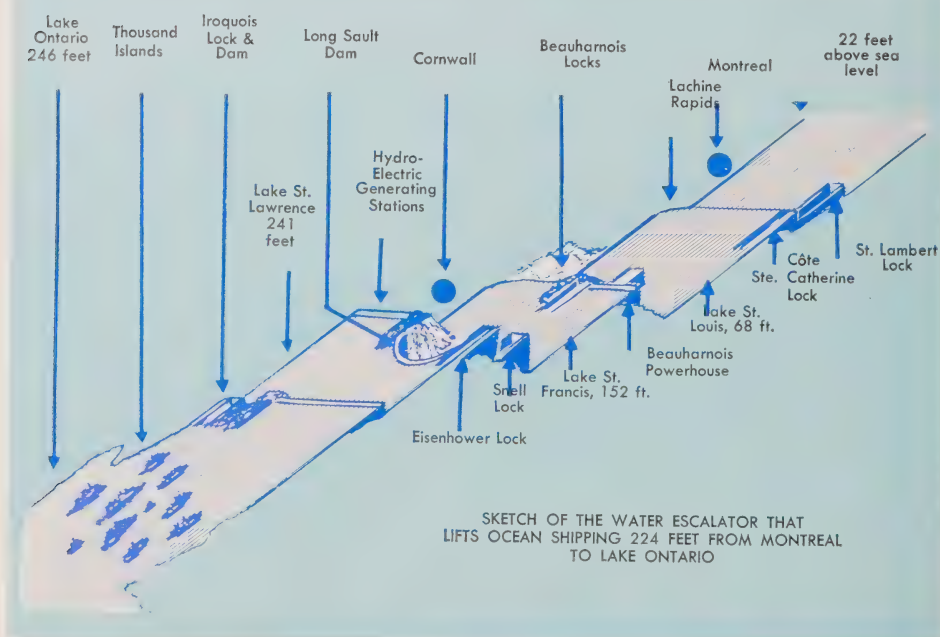 Lake
Ontario
246 feet
Thousand
Islands
Iroquois
Lock &
Dam
Long Sault
Dam
Cornwall
Beauharnois
Locks
Montreal
22 feet
above sea
level
Lachine
Rapids
Hydro-
Electric
Generating
Stations
Lake St.
Lawrence
241
feet
St. Lambert
Lock
Côte
Ste. Catherine
Lock
Lake St.
Louis, 68 ft.
Beauharnois
Powerhouse
Lake St.
Francis, 152 ft.
Snell
Lock
Eisenhower Lock
SKETCH OF THE WATER ESCALATOR THAT
LIFTS OCEAN SHIPPING 224 FEET FROM MONTREAL
TO LAKE ONTARIO